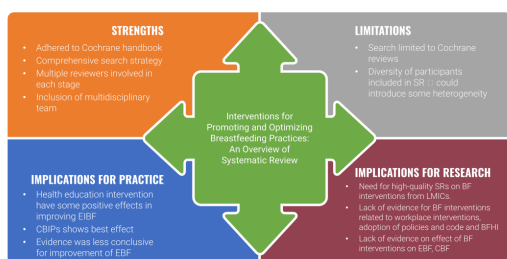 STRENGTHS
• Adhered to Cochrane handbook
• Comprehensive search strategy
• Multiple reviewers involved in
each stage
• Inclusion of multidisciplinary
team
LIMITATIONS
• Search limited to Cochrane
reviews
• Diversity of participants
included in SR □ could
introduce some heterogeneity
Interventions for
Promoting and Optimizing
Breastfeeding Practices:
An Overview of
Systematic Review
IMPLICATIONS FOR PRACTICE
• Health education intervention
have some positive effects in
improving EIBF
• CBIPs shows best effect
• Evidence was less conclusive
for improvement of EBF
IMPLICATIONS FOR RESEARCH
• Need for high-quality SRs on BF
interventions from LMICs.
• Lack of evidence for BF interventions
related to workplace interventions,
adoption of policies and code and BFHI
• Lack of evidence on effect of BF
interventions on EBF, CBF